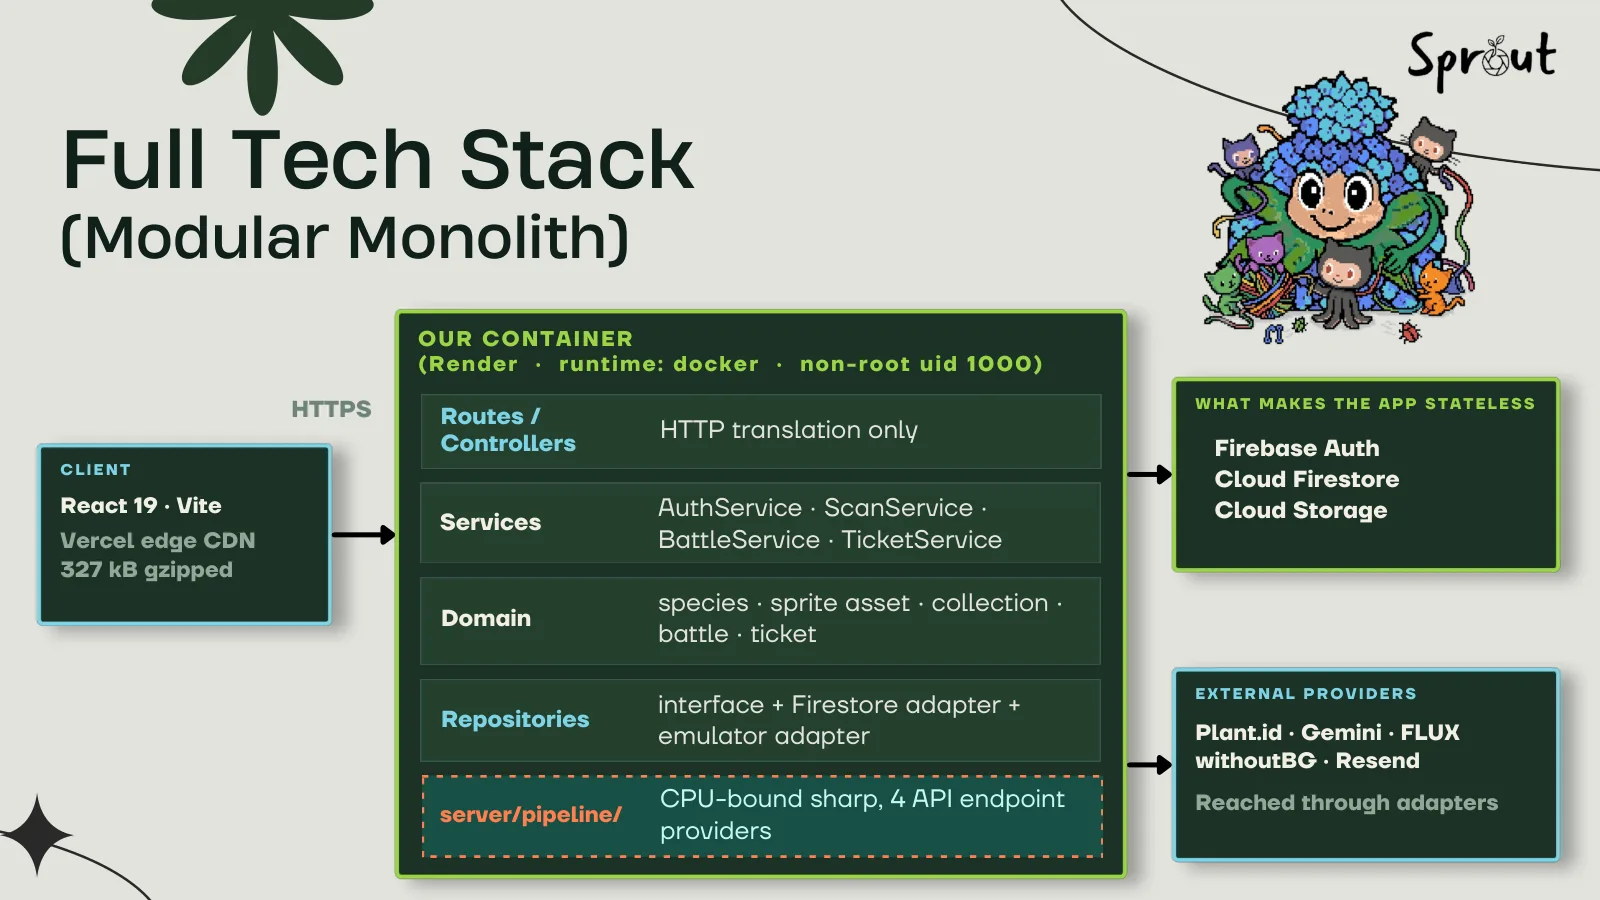 Sprout
Full Tech Stack
(Modular Monolith)
HTTPS
CLIENT
React 19 · Vite
Vercel edge CDN
327 kB gzipped
OUR CONTAINER
(Render · runtime: docker · non-root uid 1000)
Routes /
Controllers
HTTP translation only
Services
AuthService · ScanService ·
BattleService · TicketService
Domain
species · sprite asset · collection ·
battle · ticket
Repositories
interface + Firestore adapter +
emulator adapter
server/pipeline/
CPU-bound sharp, 4 API endpoint
providers
WHAT MAKES THE APP STATELESS
Firebase Auth
Cloud Firestore
Cloud Storage
EXTERNAL PROVIDERS
Plant.id · Gemini · FLUX
withoutBG · Resend
Reached through adapters